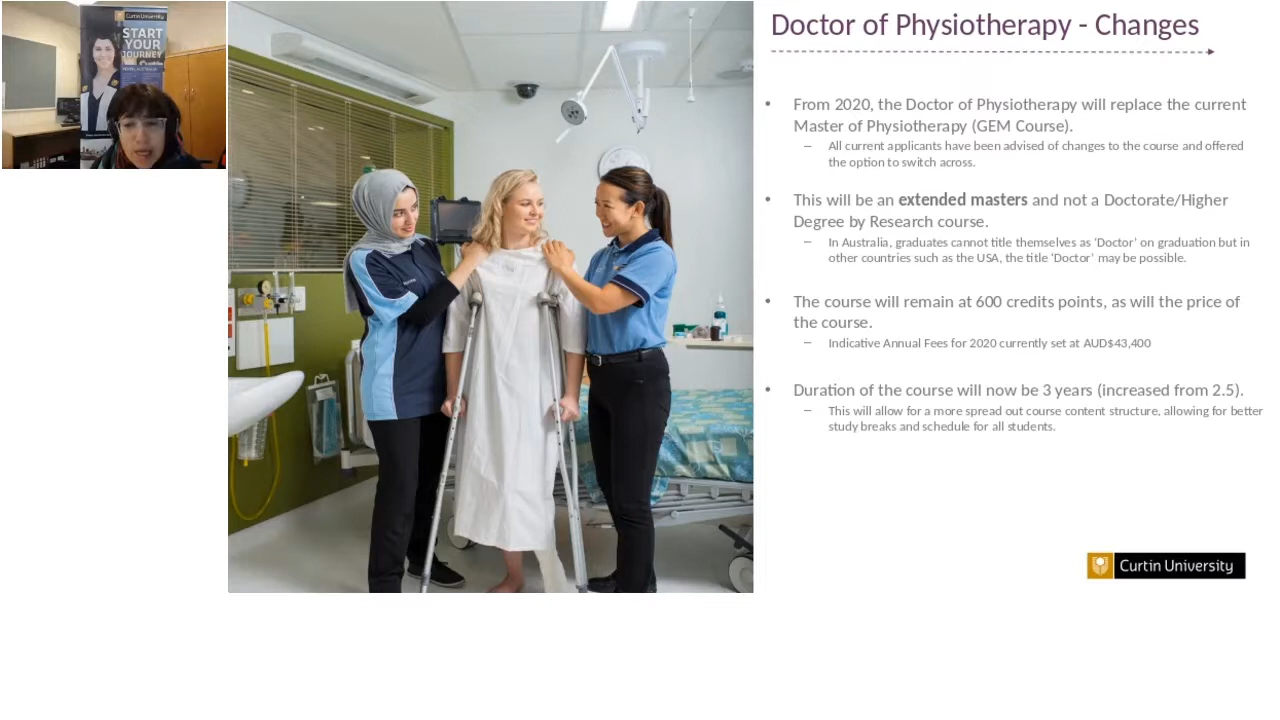 Curtin University
START
YOUR
JOURNEY
Doctor of Physiotherapy - Changes
• From 2020, the Doctor of Physiotherapy will replace the current
Master of Physiotherapy (GEM Course).
– All current applicants have been advised of changes to the course and offered
the option to switch across.
• This will be an extended masters and not a Doctorate/Higher
Degree by Research course.
– In Australia, graduates cannot title themselves as ‘Doctor’ on graduation but in
other countries such as the USA, the title ‘Doctor’ may be possible.
• The course will remain at 600 credits points, as will the price of
the course.
– Indicative Annual Fees for 2020 currently set at AUD$43,400
• Duration of the course will now be 3 years (increased from 2.5).
– This will allow for a more spread out course content structure, allowing for better
study breaks and schedule for all students.
Curtin University